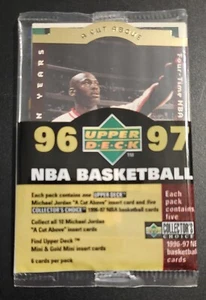 A CUT ABOVE
N YEARS
Four-Time NBA
96 UPPER DECK 97
NBA BASKETBALL
Each pack contains one UPPER DECK
Michael Jordan "A Cut Above" insert card and five
COLLECTOR'S CHOICE 1996-97 NBA basketball cards
Collect all 10 Michael Jordan
"A Cut Above" insert cards
Find Upper Deck
Mini & Gold Mini insert cards
6 cards per pack
Each
pack
contains
five
COLLECTOR'S
CHOICE
1996-97 NBA
basketball
cards